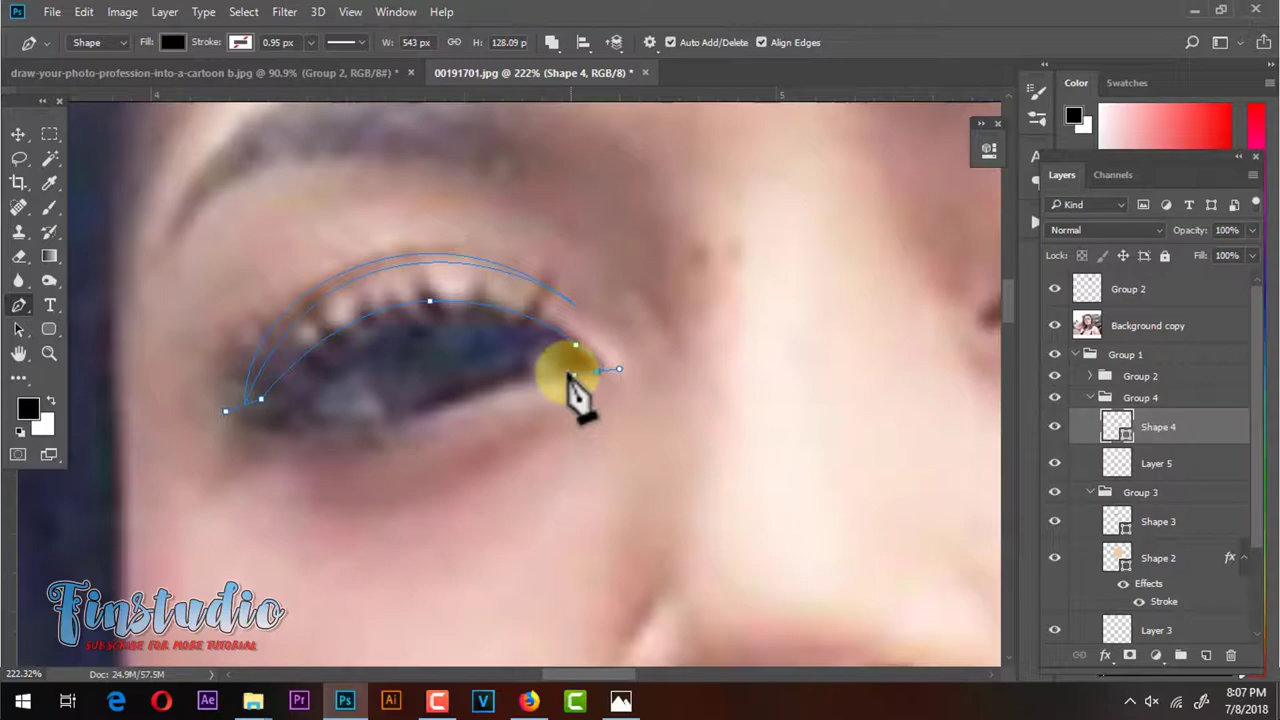 Ps File Edit Image Layer Type Select Filter 3D View Window Help
Shape Fill: Stroke: 0.95 px W: 543 px H: 128.09 p Auto Add/Delete Align Edges
draw-your-photo-profession-into-a-cartoon b.jpg @ 90.9% (Group 2, RGB/8#) * 00191701.jpg @ 222% (Shape 4, RGB/8) *
4 5
Color Swatches
Layers Channels
Kind
Normal Opacity: 100%
Lock: Fill: 100%
Group 2
Background copy
Group 1
Group 2
Group 4
Shape 4
Layer 5
Group 3
Shape 3
Shape 2 fx
Effects
Stroke
Layer 3
Finstudio
SUBSCRIBE FOR MORE TUTORIAL
222.32% Doc: 24.9M/57.5M
8:07 PM
7/8/2018